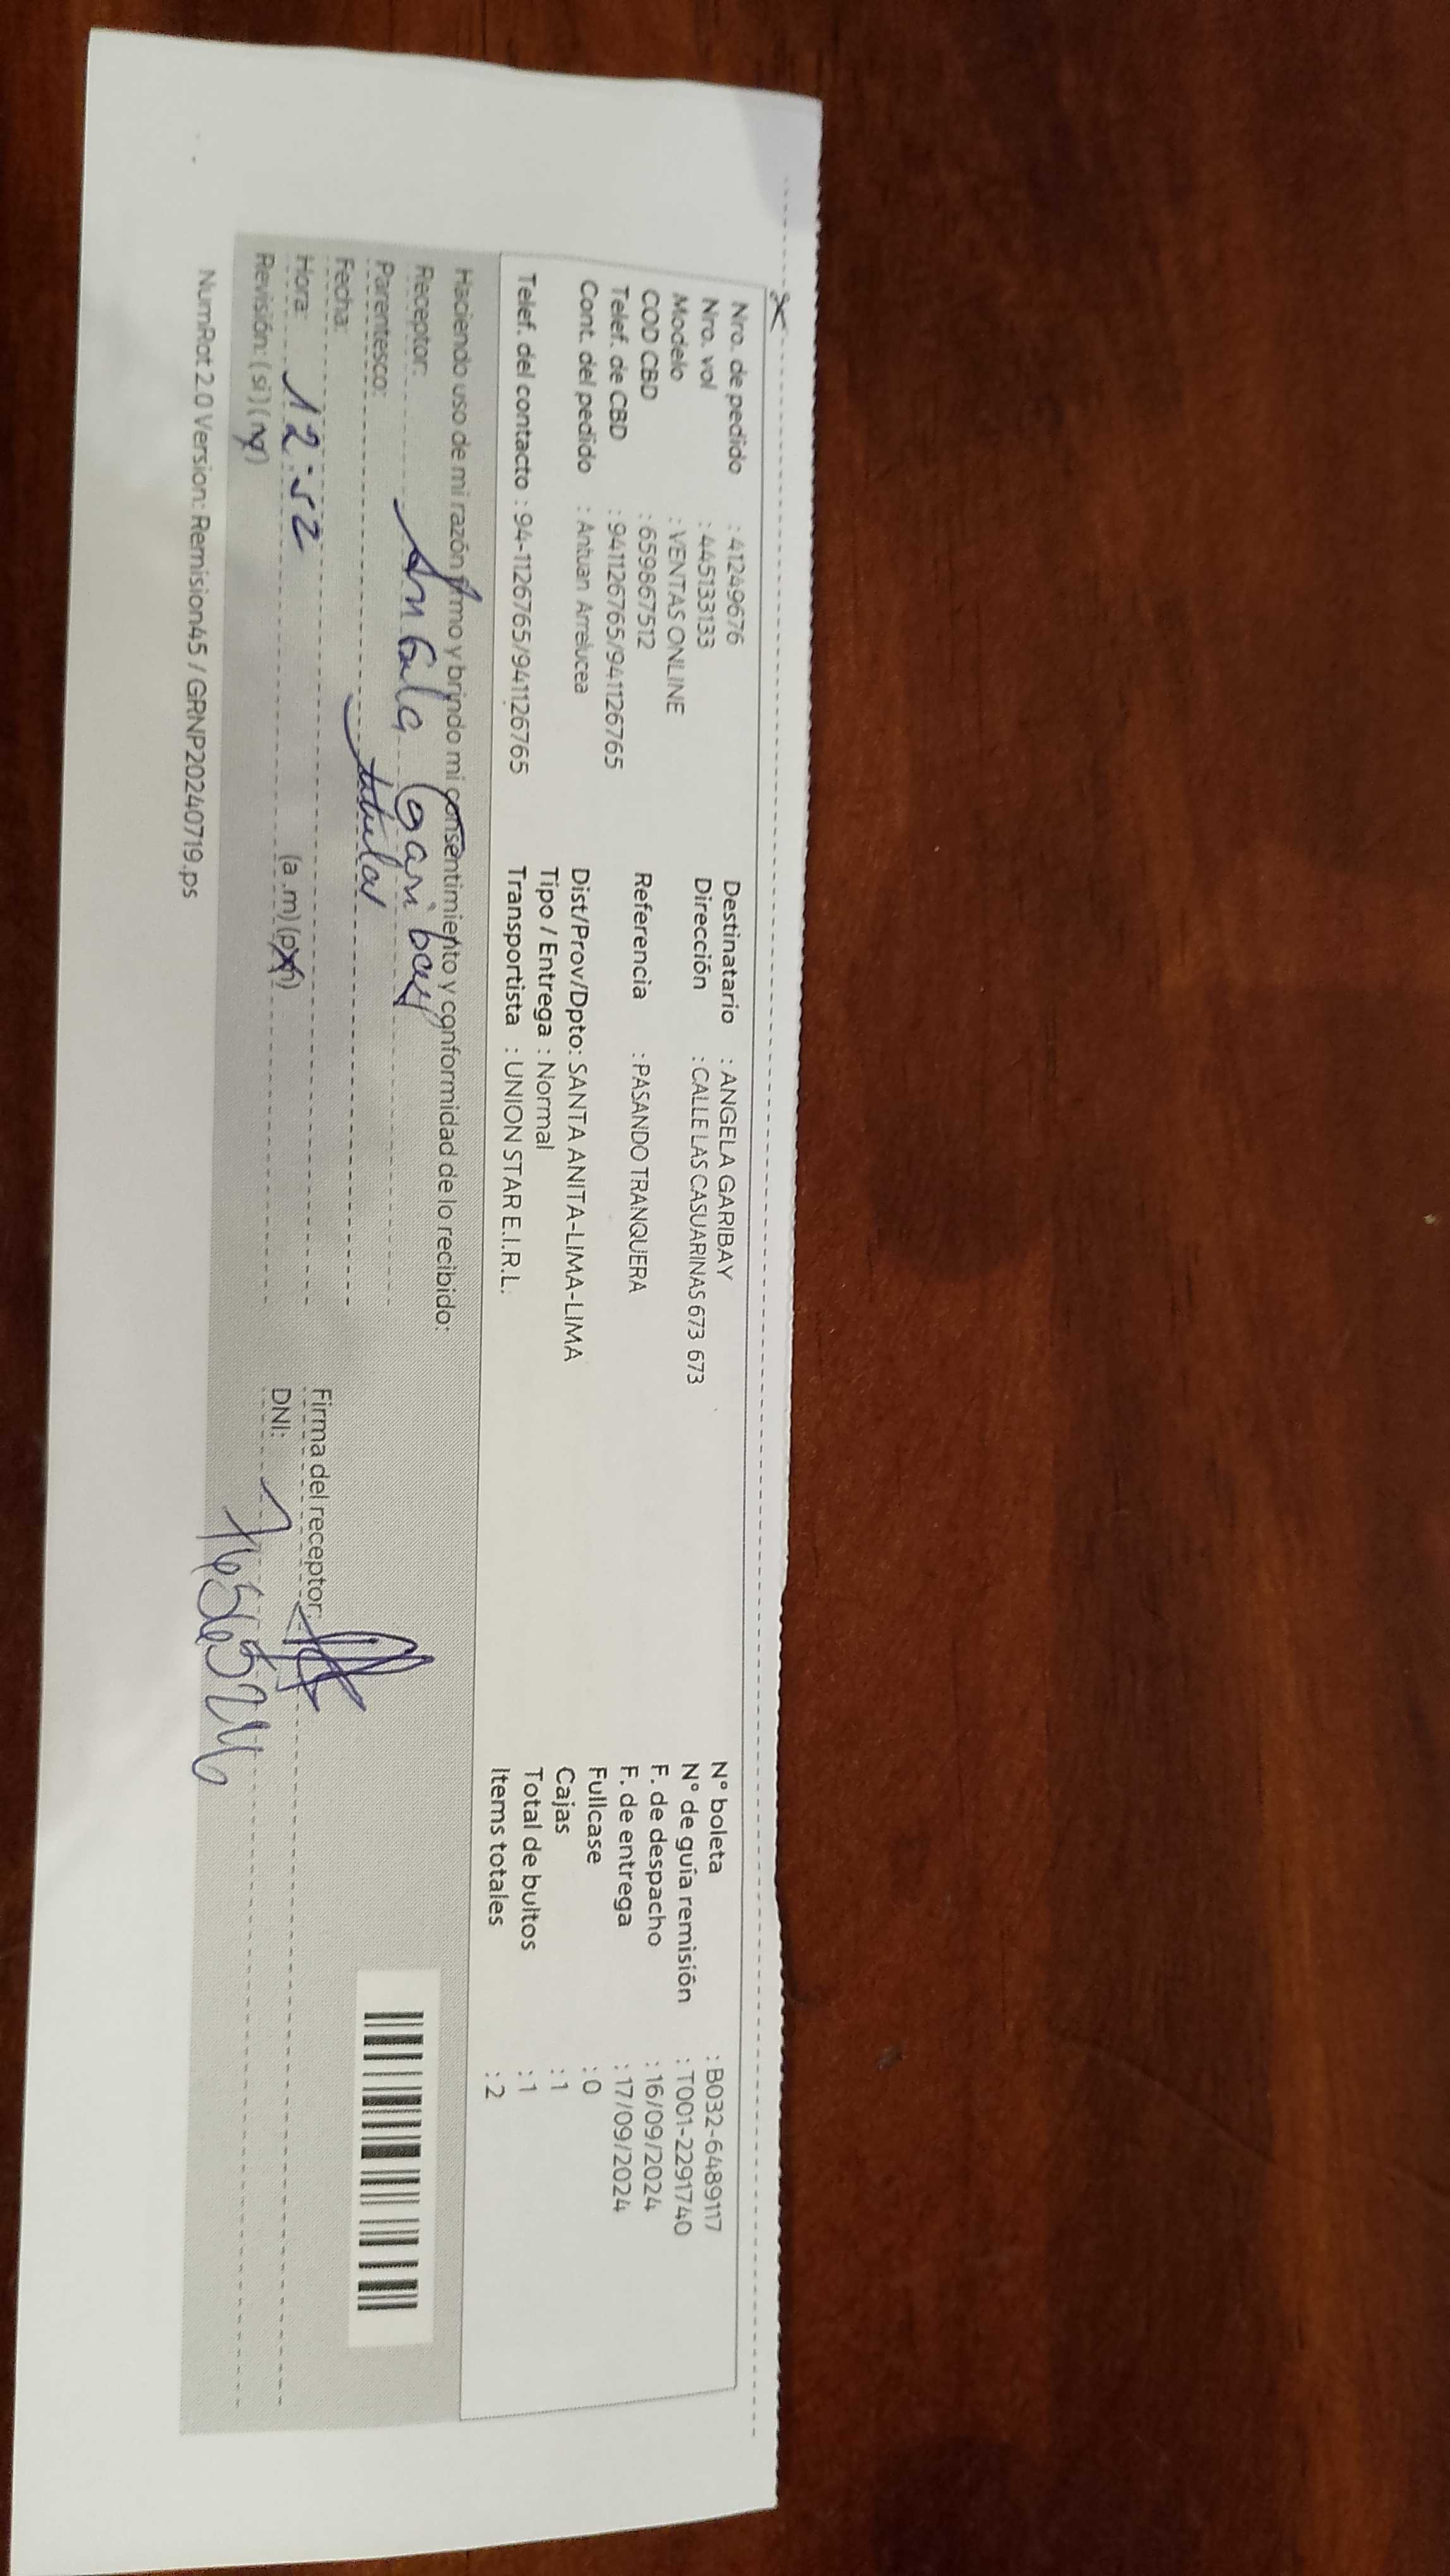 Nro. de pedido : 41249676
Nro. vol : 445133133
Modelo : VENTAS ONLINE
COD CBD : 659867512
Telef. de CBD : 941126765/941126765
Cont. del pedido : Antuan Arrelucea
Telef. del contacto : 94-1126765/941126765
Destinatario : ANGELA GARIBAY
Dirección : CALLE LAS CASUARINAS 673 673
Referencia : PASANDO TRANQUERA
Dist/Prov/Dpto: SANTA ANITA-LIMA-LIMA
Tipo / Entrega : Normal
Transportista : UNION STAR E.I.R.L.
N° boleta : B032-6489117
N° de guía remisión : T001-2291740
F. de despacho : 16/09/2024
F. de entrega : 17/09/2024
Fullcase : 0
Cajas : 1
Total de bultos : 1
Items totales : 2
Haciendo uso de mi razón firmo y brindo mi consentimiento y conformidad de lo recibido:
Receptor: Angela Garibay
Parentesco: titular
Fecha:
Hora: 12:52 (a.m) (p.m)
Revisión: (si) (no)
Firma del receptor:
DNI:
NumRot 2.0 Version: Remision45 / GRNP20240719.ps